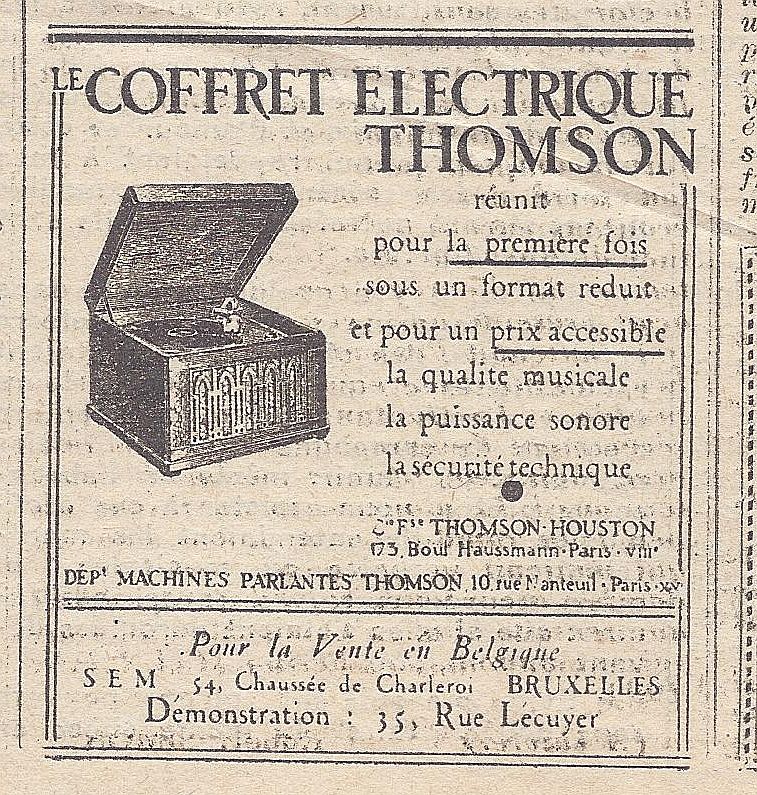 LE COFFRET ELECTRIQUE
THOMSON
réunit
pour la première fois
sous un format réduit
et pour un prix accessible
la qualité musicale
la puissance sonore
la sécurité technique
Cie Fse THOMSON-HOUSTON
173, Boul' Haussmann-Paris-VIIIe
DÉPt MACHINES PARLANTES THOMSON, 10, rue Nanteuil-Paris-XV
Pour la Vente en Belgique
SEM 54, Chaussée de Charleroi BRUXELLES
Démonstration : 35, Rue Lécuyer